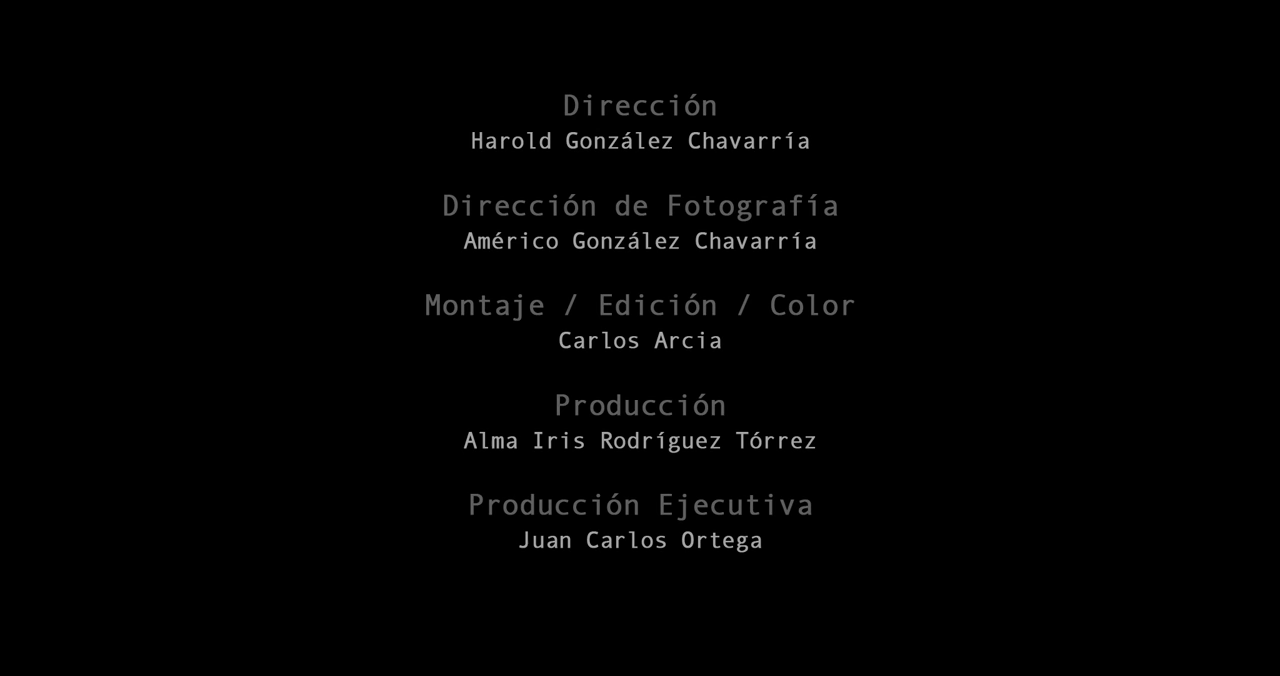 Dirección
Harold González Chavarría
Dirección de Fotografía
Américo González Chavarría
Montaje / Edición / Color
Carlos Arcia
Producción
Alma Iris Rodríguez Tórrez
Producción Ejecutiva
Juan Carlos Ortega